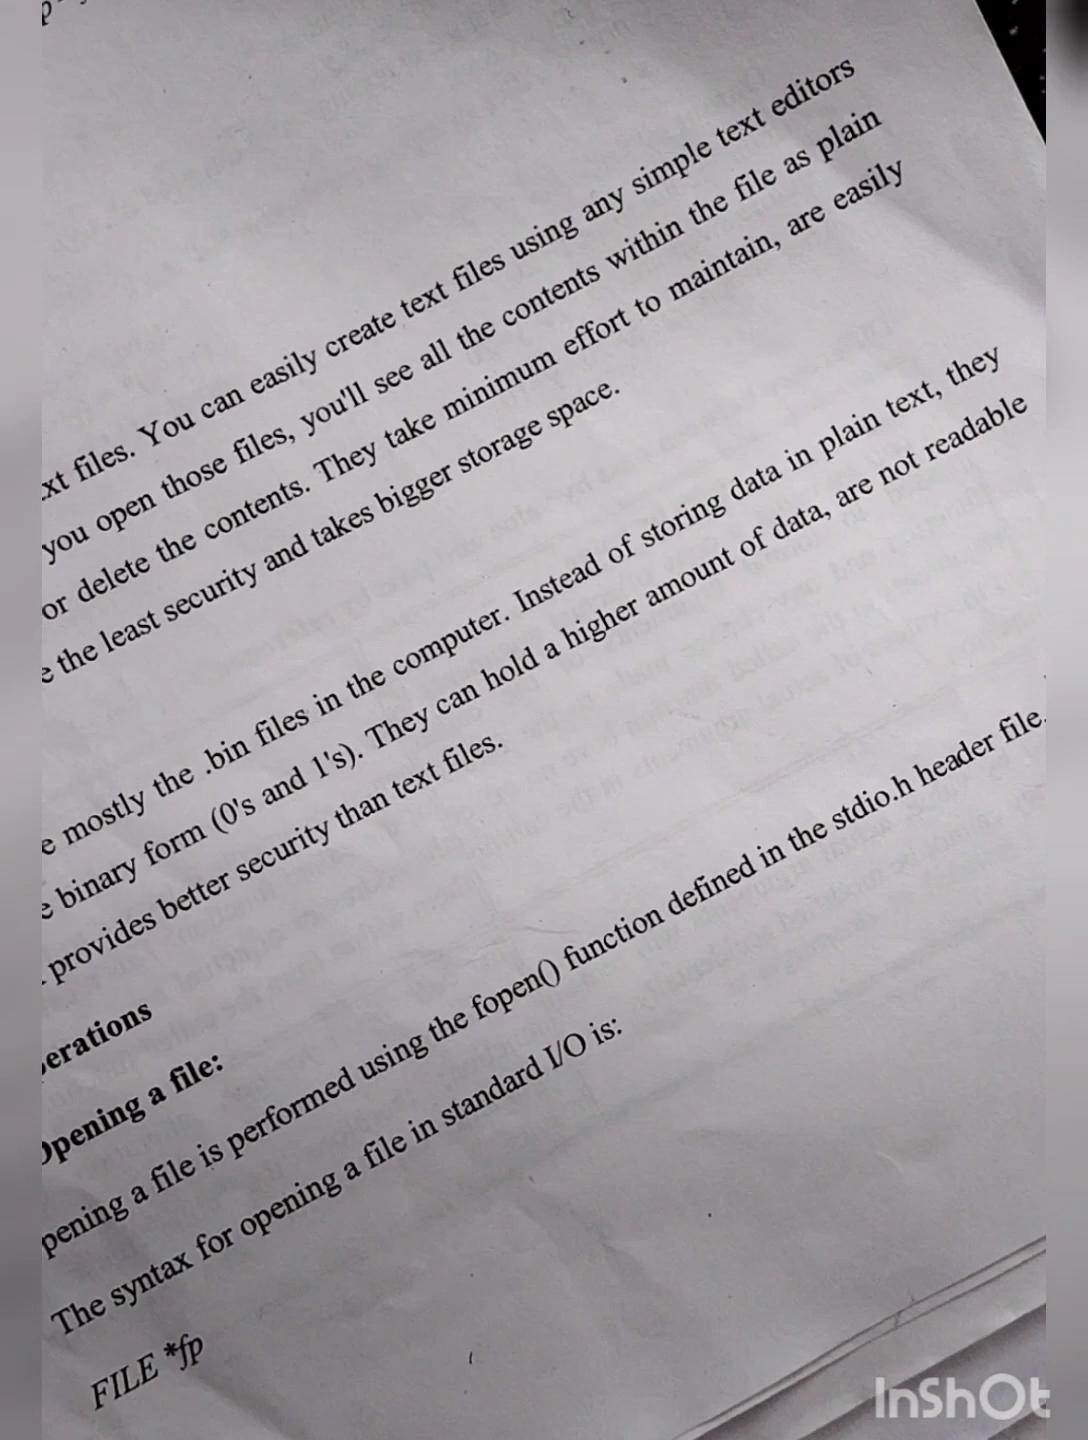 files. You can easily create text files using any simple text editors
you open those files, you'll see all the contents within the file as plain
or delete the contents. They take minimum effort to maintain, are easily
the least security and takes bigger storage space.
mostly the .bin files in the computer. Instead of storing data in plain text, they
binary form (0's and 1's). They can hold a higher amount of data, are not readable
provides better security than text files.
erations
pening a file:
pening a file is performed using the fopen() function defined in the stdio.h header file.
The syntax for opening a file in standard I/O is:
FILE *fp
InShOt